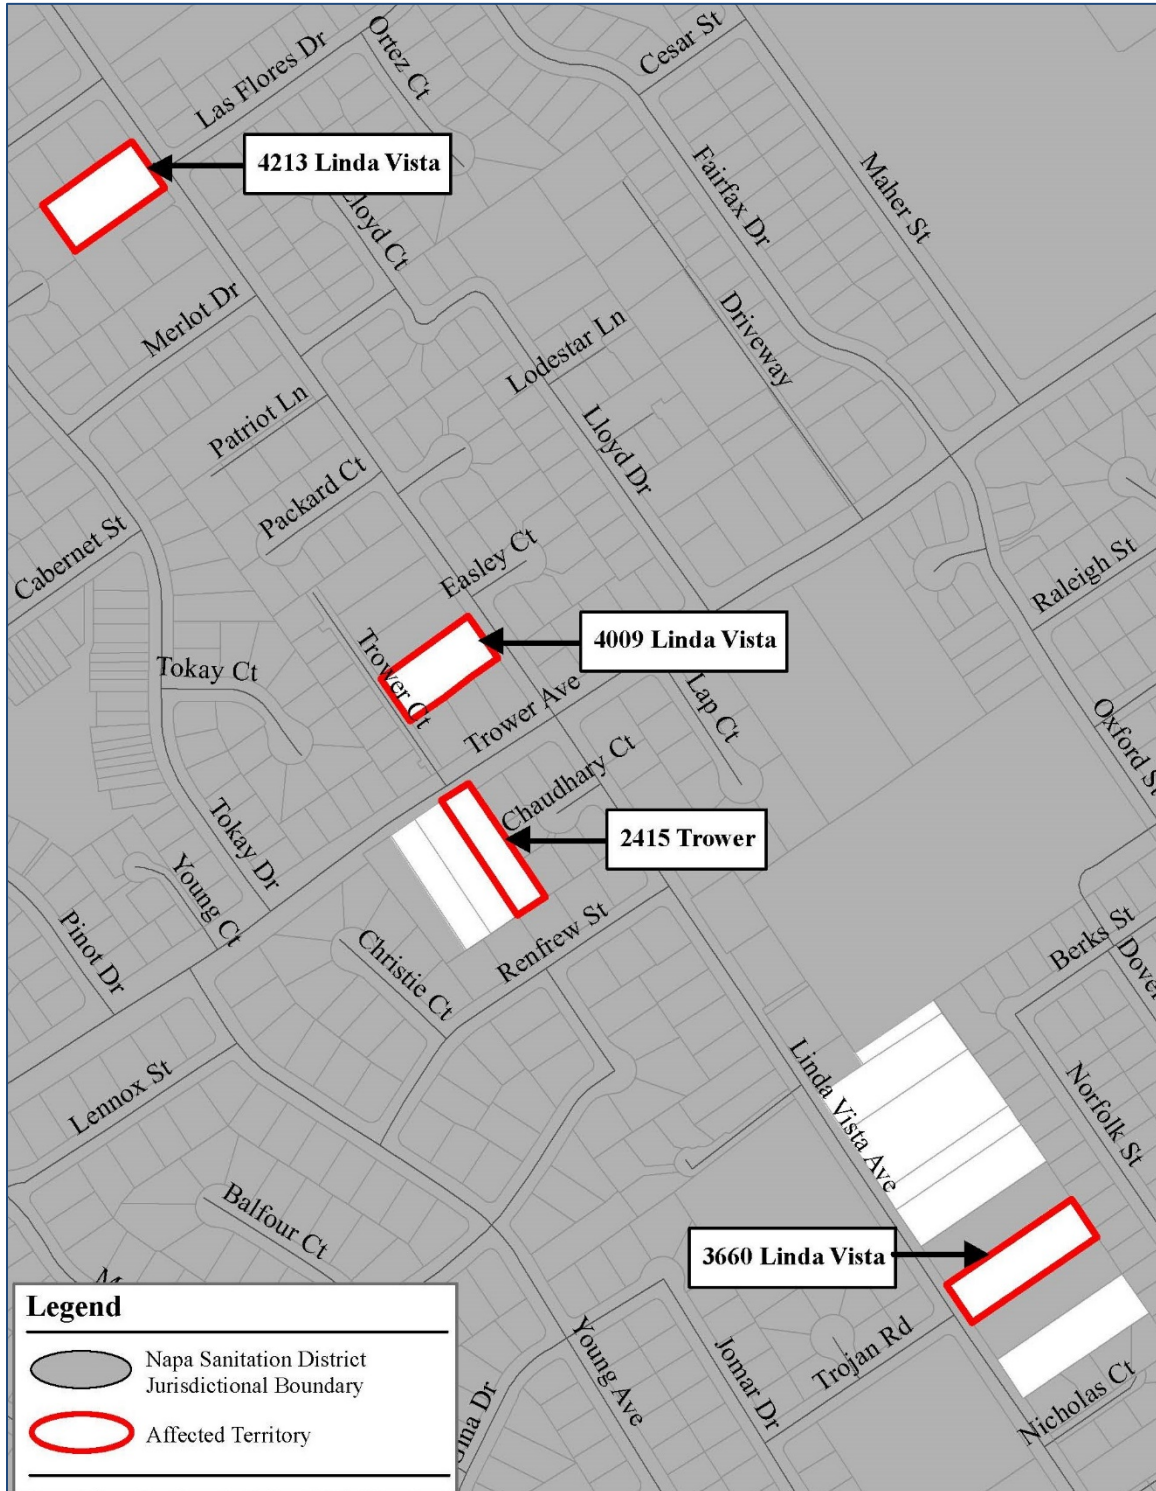 Las Flores Dr
Ortez Ct
Cesar St
4213 Linda Vista
Lloyd Ct
Fairfax Dr
Maher St
Merlot Dr
Driveway
Lodestar Ln
Patriot Ln
Lloyd Dr
Packard Ct
Cabernet St
Easley Ct
Raleigh St
4009 Linda Vista
Trower Ct
Tokay Ct
Trower Ave
Lap Ct
Oxford St
Chaudhary Ct
Tokay Dr
2415 Trower
Young Ct
Pinot Dr
Christie Ct
Renfrew St
Berks St
Dover
Linda Vista Ave
Lennox St
Norfolk St
Balfour Ct
3660 Linda Vista
Young Ave
Jomar Dr
Trojan Rd
Nicholas Ct
Legend
Napa Sanitation District
Jurisdictional Boundary
Affected Territory